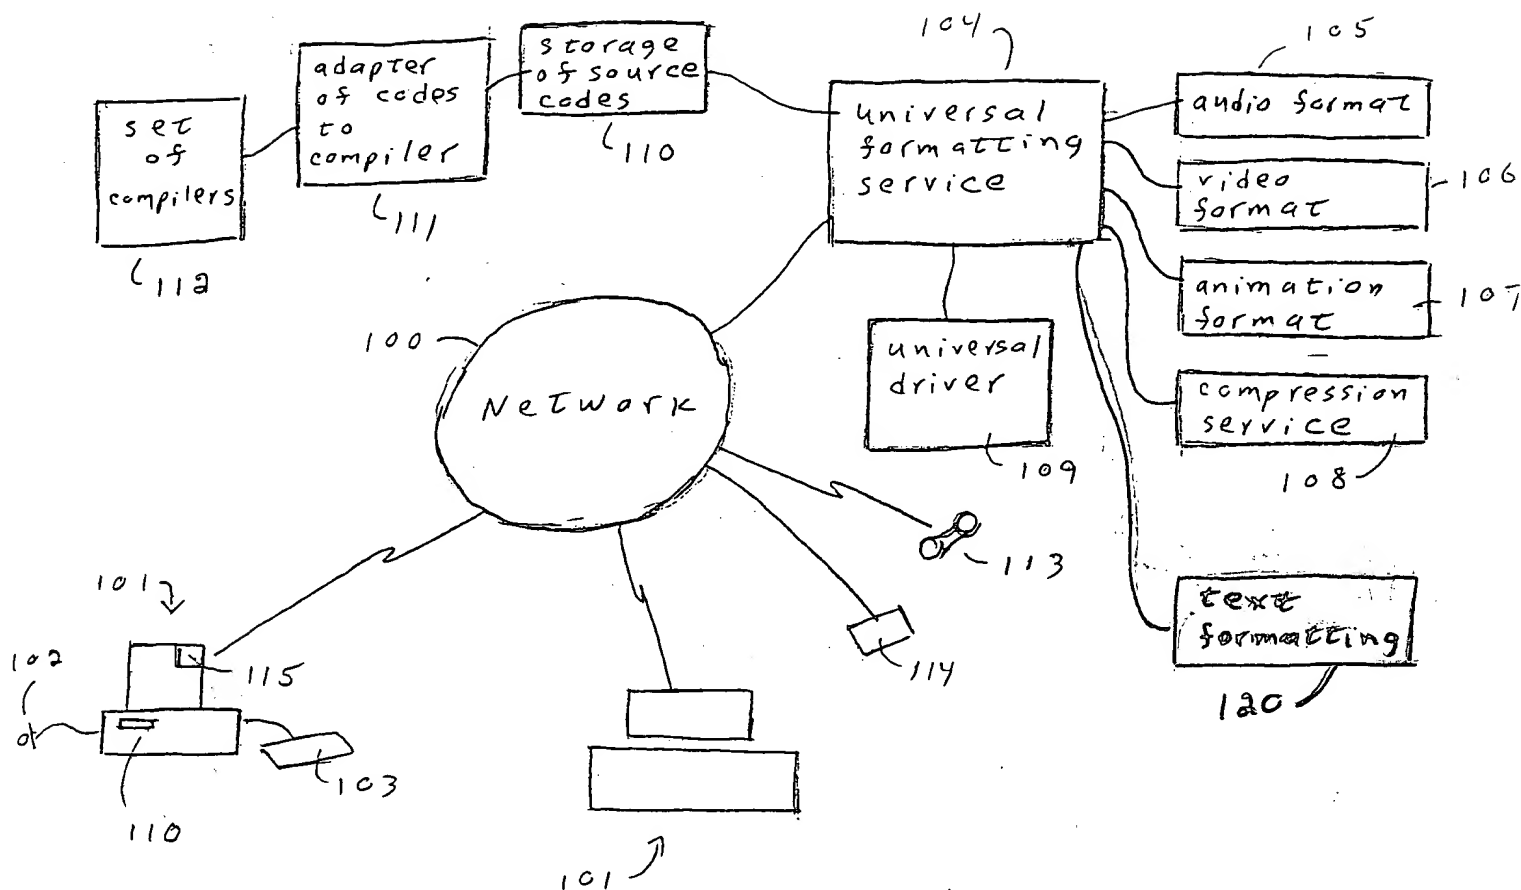 104
105
storage
of source
codes
110
adapter
of codes
to
compiler
111
set
of
compilers
112
universal
formatting
service
audio format
video
format
106
animation
format
107
universal
driver
109
compression
service
108
100
Network
113
114
text
formatting
120
101
102
115
103
110
101